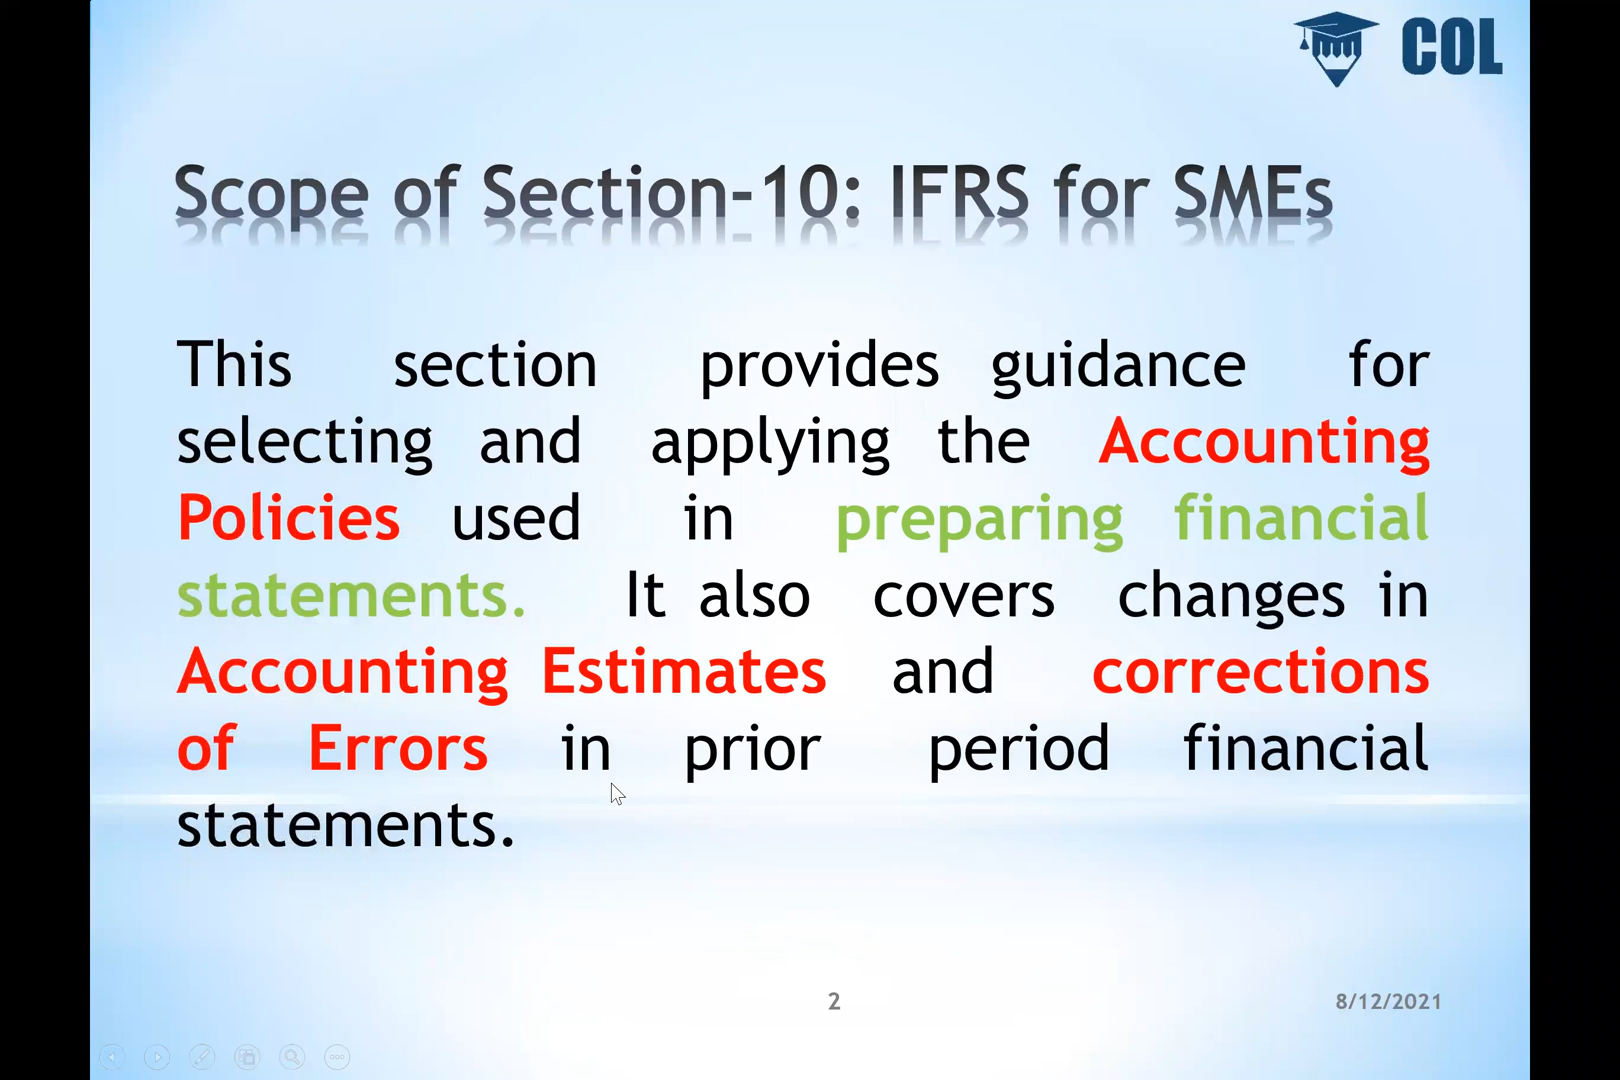 COL
Scope of Section-10: IFRS for SMEs
This section provides guidance for
selecting and applying the Accounting
Policies used in preparing financial
statements. It also covers changes in
Accounting Estimates and corrections
of Errors in prior period financial
statements.
2
8/12/2021